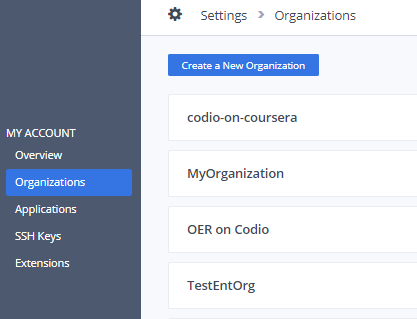 Settings > Organizations
Create a New Organization
MY ACCOUNT
Overview
Organizations
Applications
SSH Keys
Extensions
codio-on-coursera
MyOrganization
OER on Codio
TestEntOrg